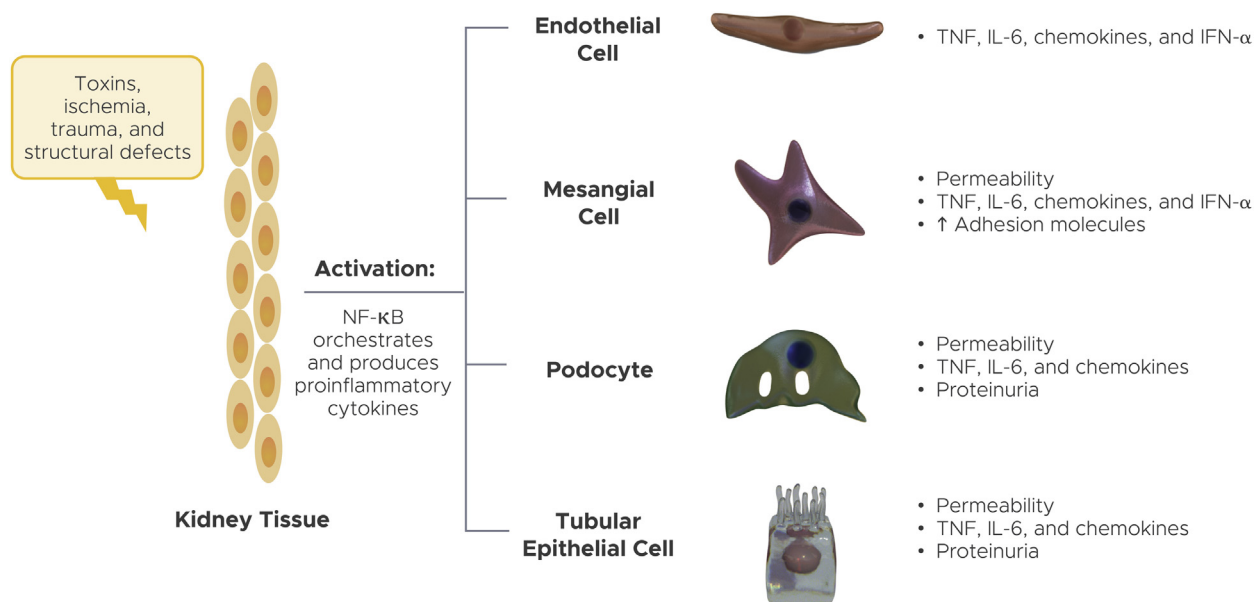 Toxins,
ischemia,
trauma, and
structural defects
Kidney Tissue
Activation:
NF-κB
orchestrates
and produces
proinflammatory
cytokines
Endothelial
Cell
• TNF, IL-6, chemokines, and IFN-α
Mesangial
Cell
• Permeability
• TNF, IL-6, chemokines, and IFN-α
• ↑ Adhesion molecules
Podocyte
• Permeability
• TNF, IL-6, and chemokines
• Proteinuria
Tubular
Epithelial Cell
• Permeability
• TNF, IL-6, and chemokines
• Proteinuria